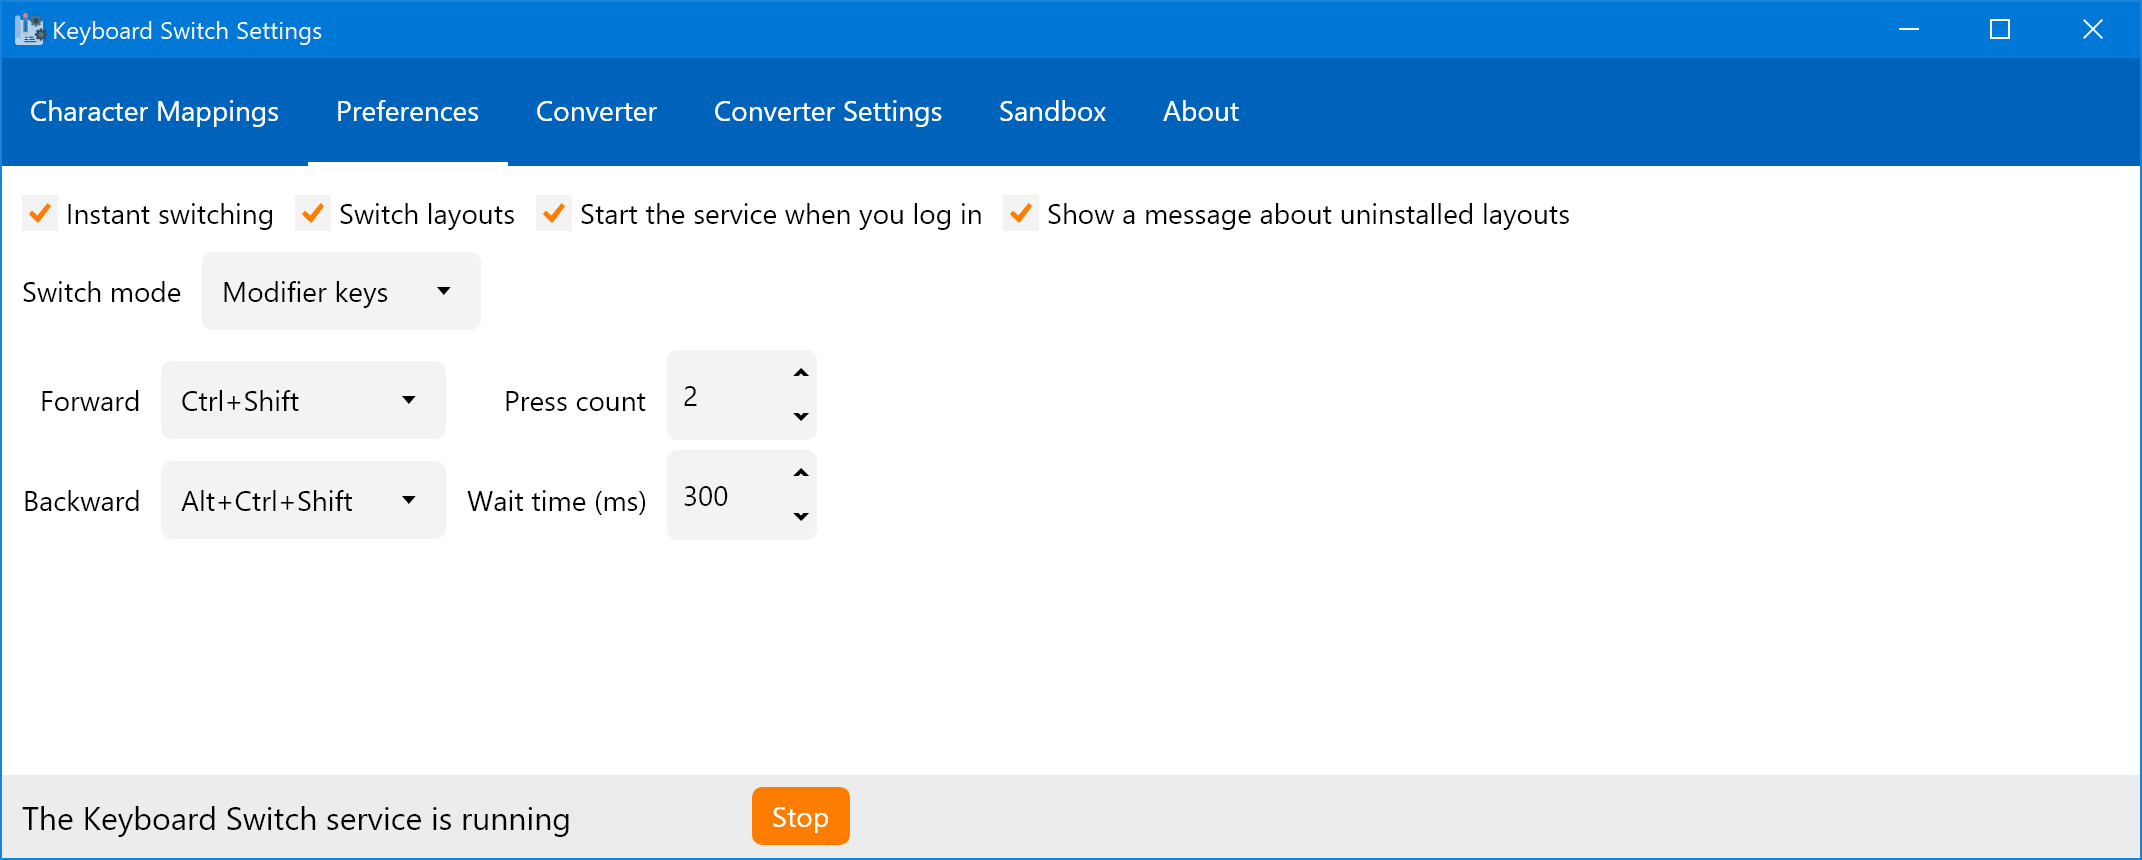 Keyboard Switch Settings
Character Mappings Preferences Converter Converter Settings Sandbox About
Instant switching Switch layouts Start the service when you log in Show a message about uninstalled layouts
Switch mode Modifier keys
Forward Ctrl+Shift Press count 2
Backward Alt+Ctrl+Shift Wait time (ms) 300
The Keyboard Switch service is running Stop